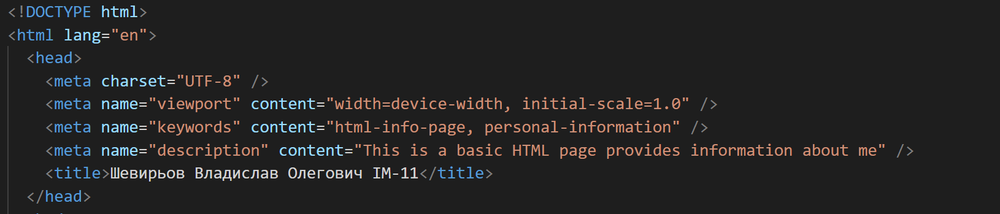 <!DOCTYPE html>
<html lang="en">
<head>
<meta charset="UTF-8" />
<meta name="viewport" content="width=device-width, initial-scale=1.0" />
<meta name="keywords" content="html-info-page, personal-information" />
<meta name="description" content="This is a basic HTML page provides information about me" />
<title>Шевирьов Владислав Олегович ІМ-11</title>
</head>